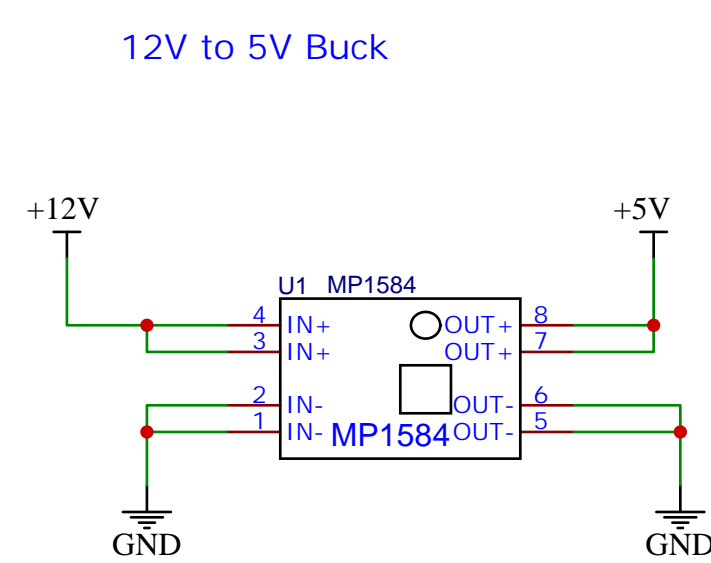 12V to 5V Buck
+12V
+5V
U1 MP1584
4 IN+ OUT+ 8
3 IN+ OUT+ 7
2 IN- OUT- 6
1 IN- MP1584 OUT- 5
GND
GND